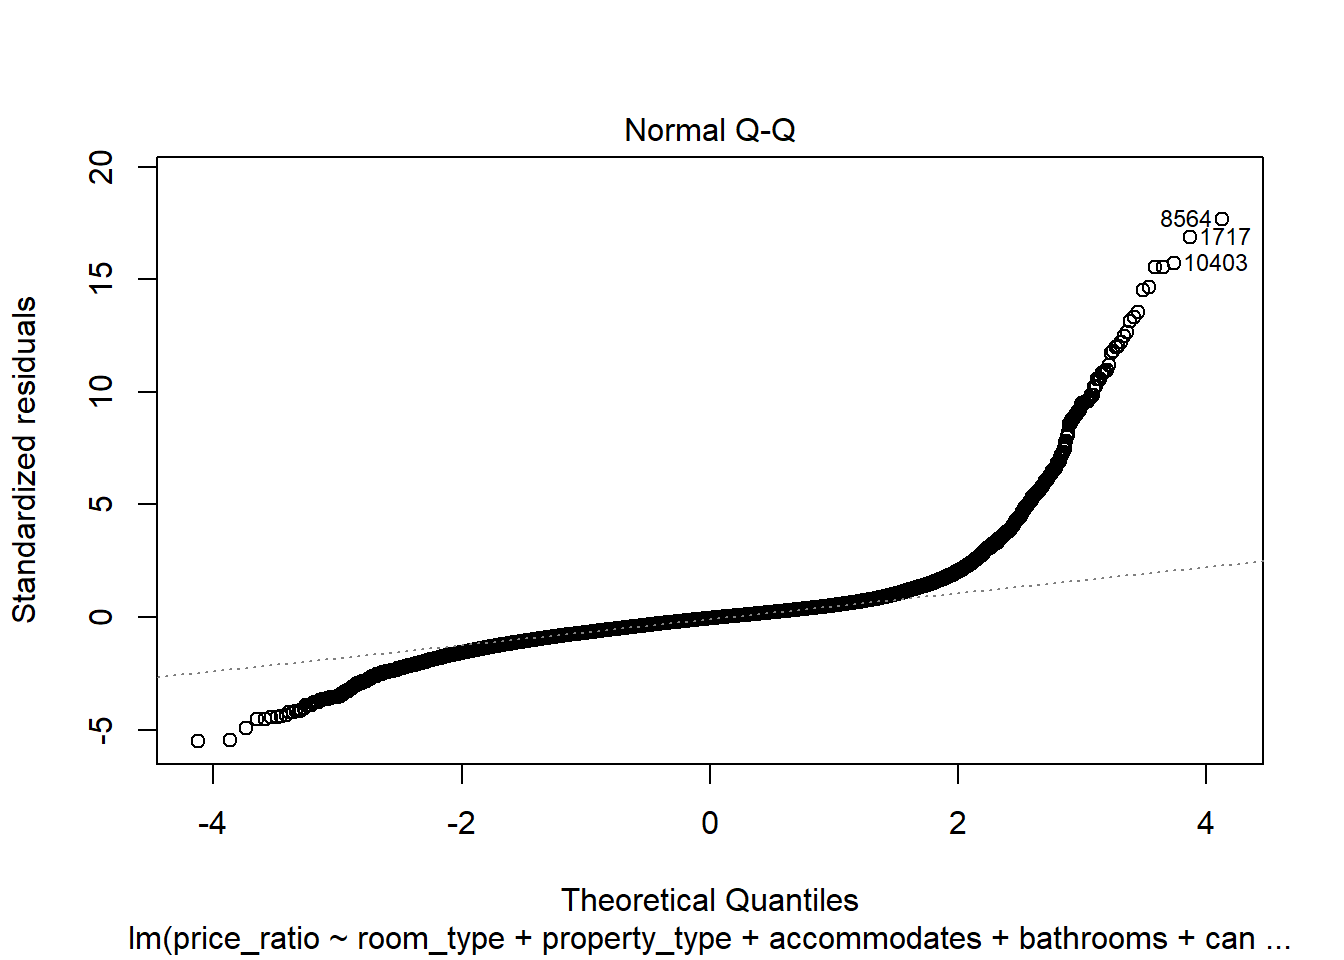 Normal Q-Q
20
15
10
5
0
-5
Standardized residuals
8564
1717
10403
-4 -2 0 2 4
Theoretical Quantiles
lm(price_ratio ~ room_type + property_type + accommodates + bathrooms + can ...